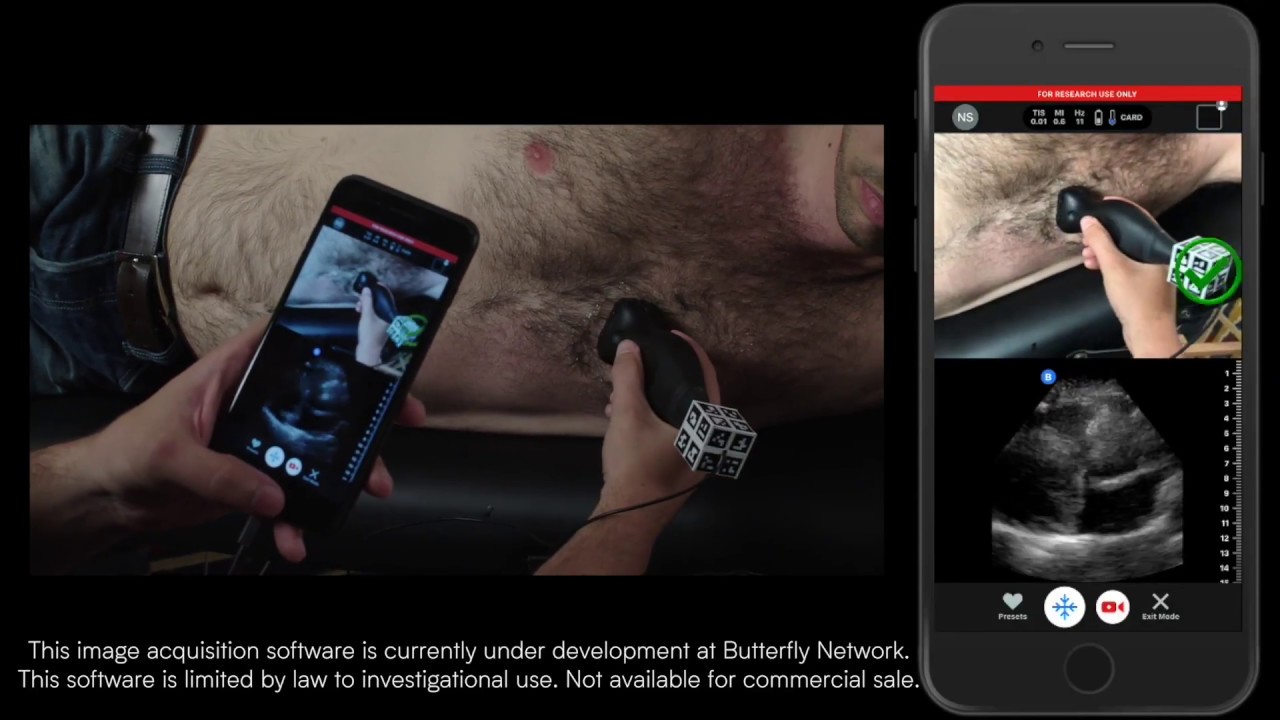 FOR RESEARCH USE ONLY
NS
TIS MI Hz
0.01 0.6 11
CARD
B
1
2
3
4
5
6
7
8
9
10
11
12
13
14
Presets
Exit Mode
This image acquisition software is currently under development at Butterfly Network.
This software is limited by law to investigational use. Not available for commercial sale.